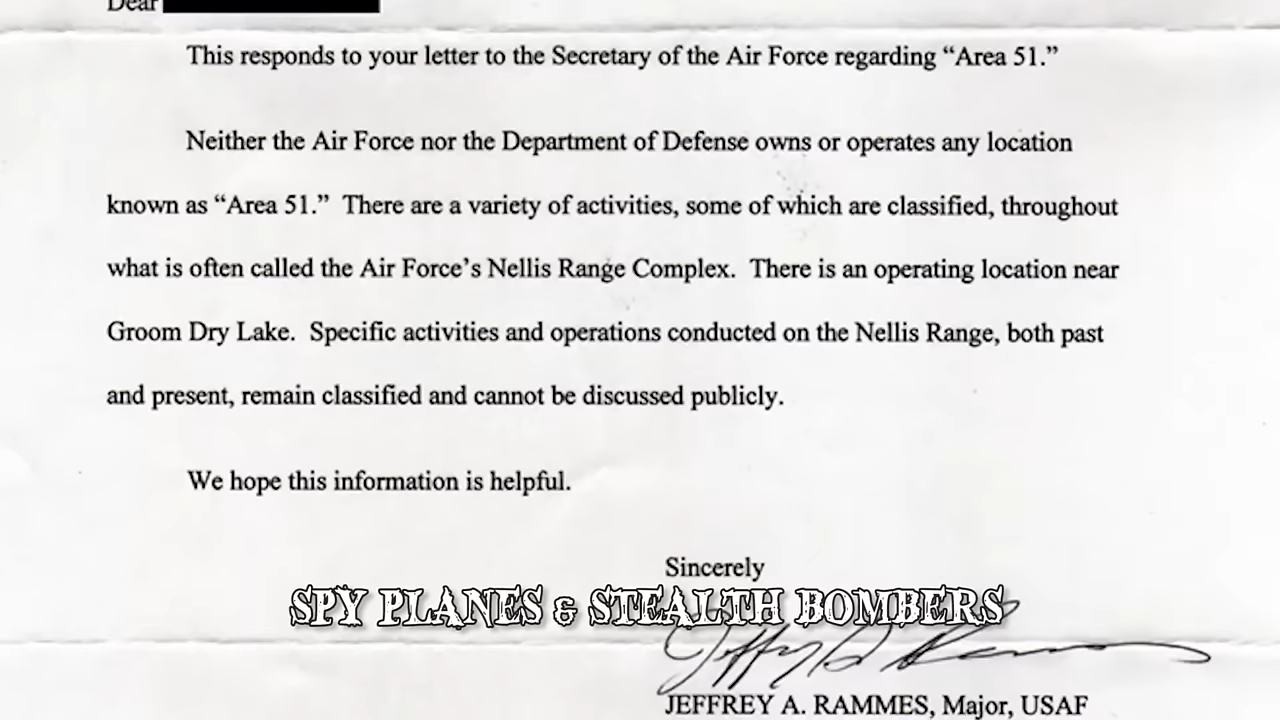 Dear
This responds to your letter to the Secretary of the Air Force regarding “Area 51.”
Neither the Air Force nor the Department of Defense owns or operates any location
known as “Area 51.”  There are a variety of activities, some of which are classified, throughout
what is often called the Air Force’s Nellis Range Complex.  There is an operating location near
Groom Dry Lake.  Specific activities and operations conducted on the Nellis Range, both past
and present, remain classified and cannot be discussed publicly.
We hope this information is helpful.
Sincerely
SPY PLANES & STEALTH BOMBERS
JEFFREY A. RAMMES, Major, USAF